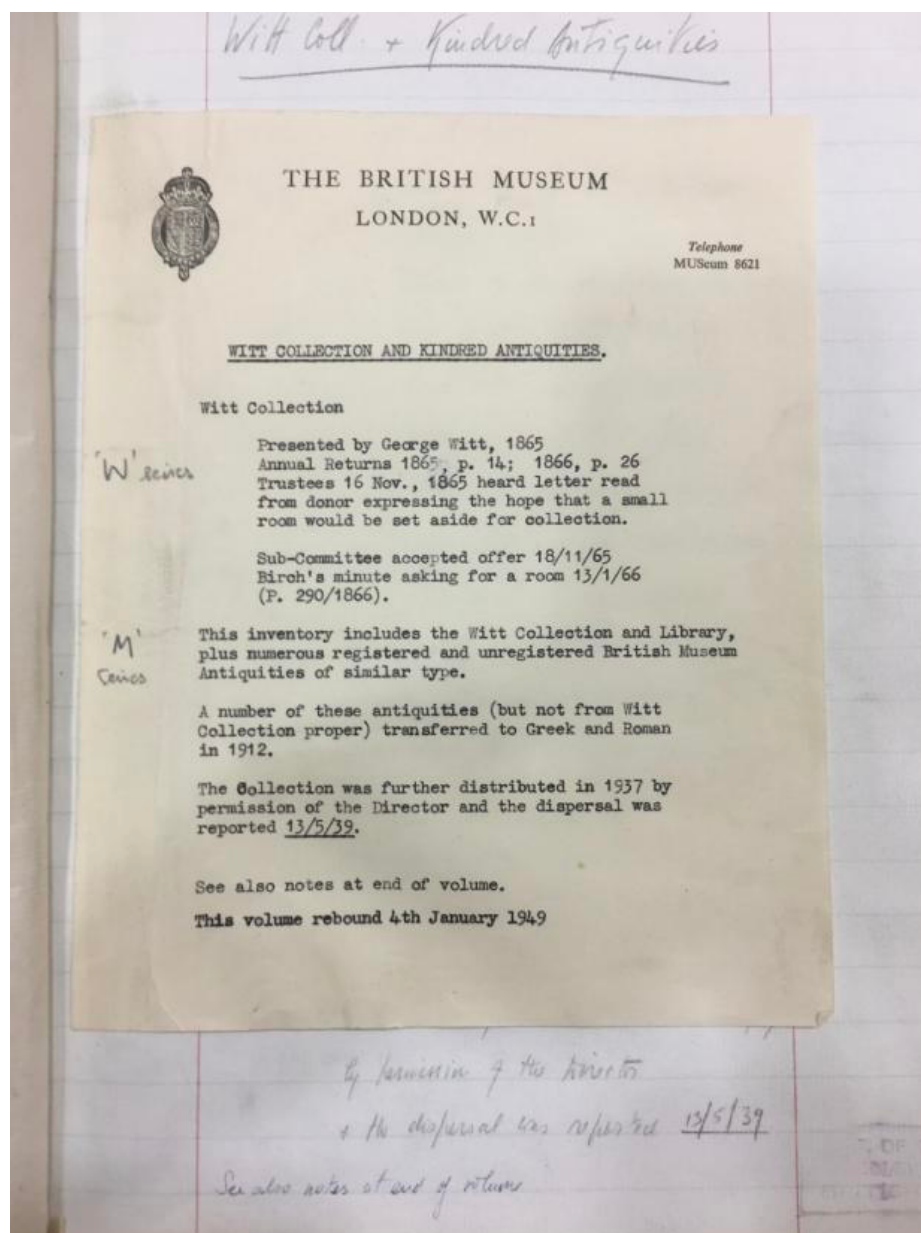 Witt Coll. + Kindred Antiquities
THE BRITISH MUSEUM
LONDON, W.C.1
Telephone
MUSeum 8621
WITT COLLECTION AND KINDRED ANTIQUITIES.
Witt Collection
'W' series
Presented by George Witt, 1865
Annual Returns 1865, p. 14; 1866, p. 26
Trustees 16 Nov., 1865 heard letter read
from donor expressing the hope that a small
room would be set aside for collection.
Sub-Committee accepted offer 18/11/65
Birch's minute asking for a room 13/1/66
(P. 290/1866).
'M'
Series
This inventory includes the Witt Collection and Library,
plus numerous registered and unregistered British Museum
Antiquities of similar type.
A number of these antiquities (but not from Witt
Collection proper) transferred to Greek and Roman
in 1912.
The Collection was further distributed in 1937 by
permission of the Director and the dispersal was
reported 13/5/39.
See also notes at end of volume.
This volume rebound 4th January 1949
by permission of the Director
+ the dispersal was reported 13/5/39
See also notes at end of volume